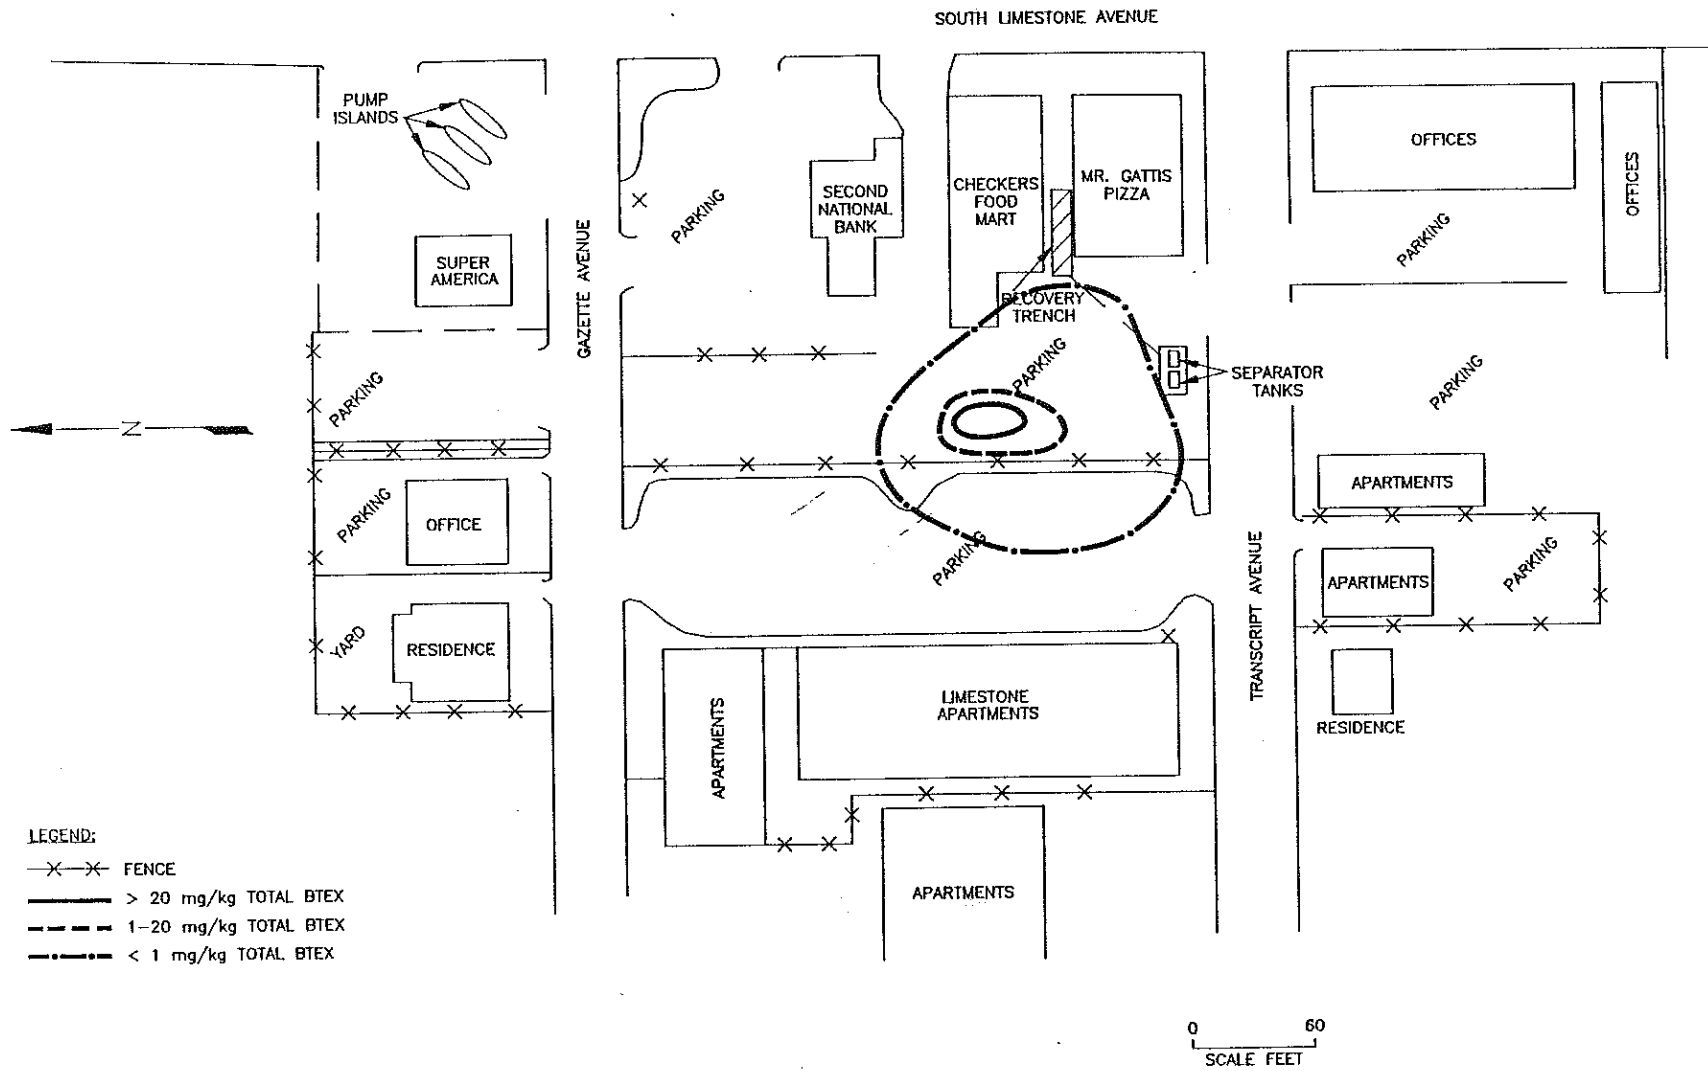 SOUTH LIMESTONE AVENUE
PUMP
ISLANDS
SUPER
AMERICA
GAZETTE AVENUE
PARKING
SECOND
NATIONAL
BANK
CHECKERS
FOOD
MART
MR. GATTIS
PIZZA
OFFICES
OFFICES
PARKING
RECOVERY
TRENCH
PARKING
SEPARATOR
TANKS
PARKING
PARKING
N
PARKING
OFFICE
APARTMENTS
PARKING
TRANSCRIPT AVENUE
APARTMENTS
PARKING
YARD
RESIDENCE
APARTMENTS
LIMESTONE
APARTMENTS
RESIDENCE
APARTMENTS
LEGEND:
FENCE
> 20 mg/kg TOTAL BTEX
1-20 mg/kg TOTAL BTEX
< 1 mg/kg TOTAL BTEX
0 60
SCALE FEET